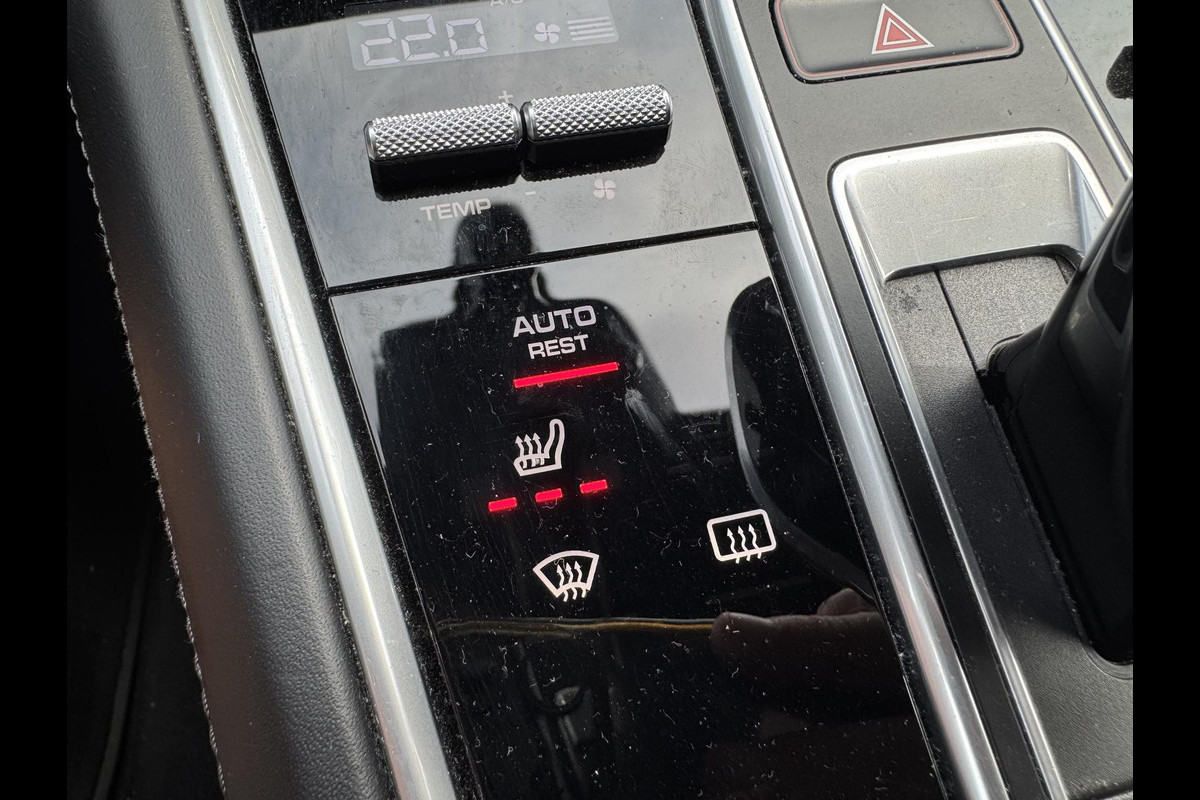 A/C
22.0
+
-
TEMP
AUTO
REST